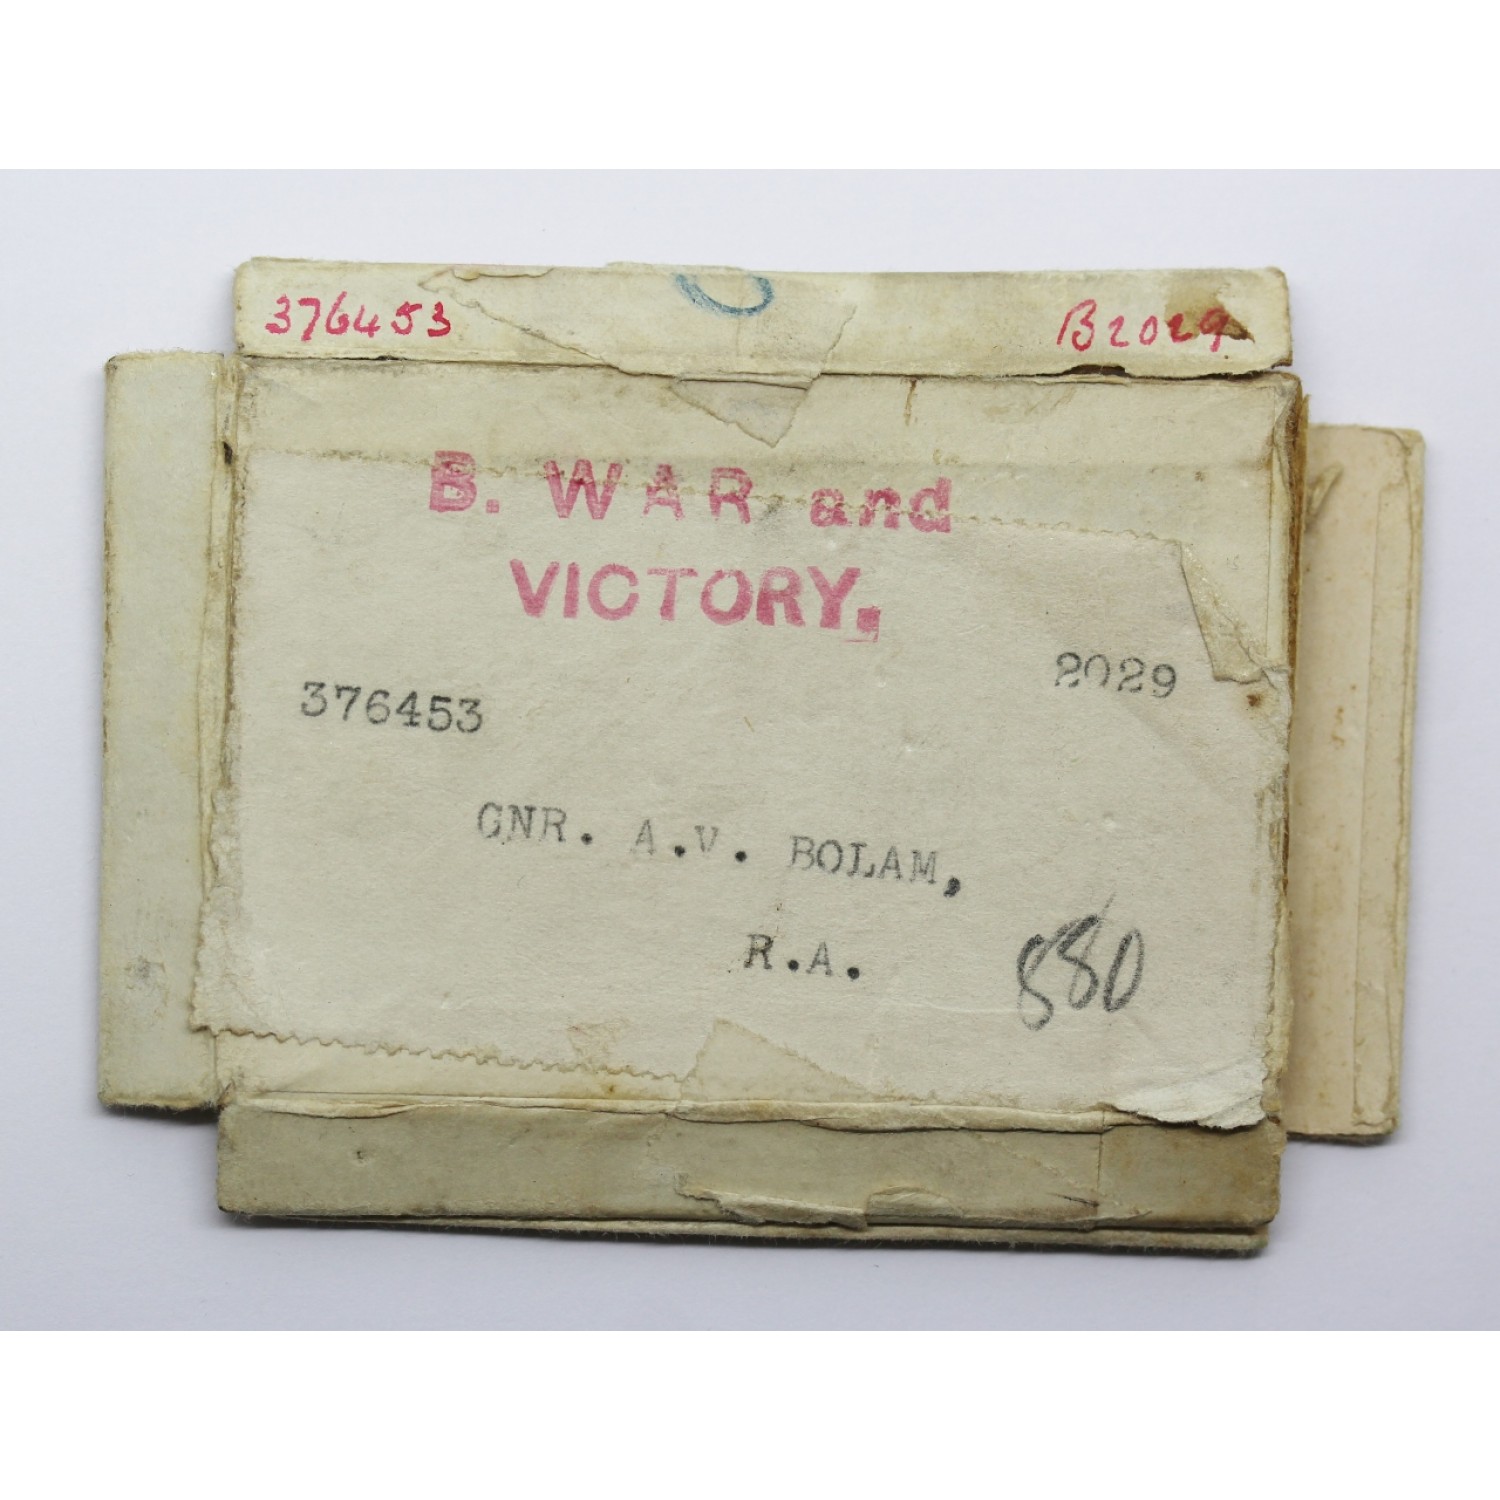 376453 B2029
B. WAR and
VICTORY.
2029
376453
GNR. A.V. BOLAM,
R.A.
880